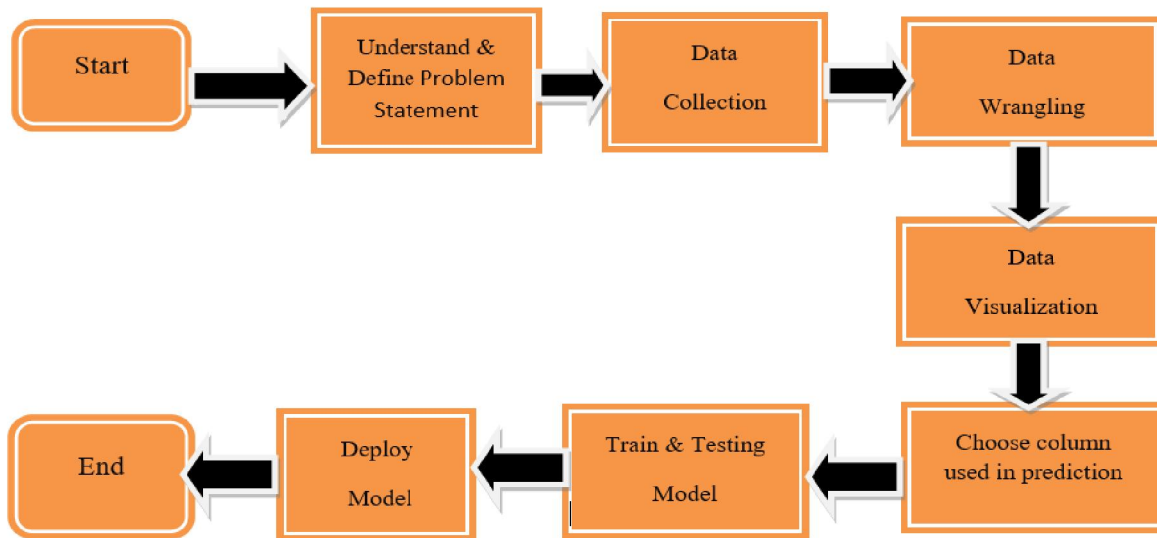 Start
Understand &
Define Problem
Statement
Data
Collection
Data
Wrangling
Data
Visualization
Choose column
used in prediction
Train & Testing
Model
Deploy
Model
End